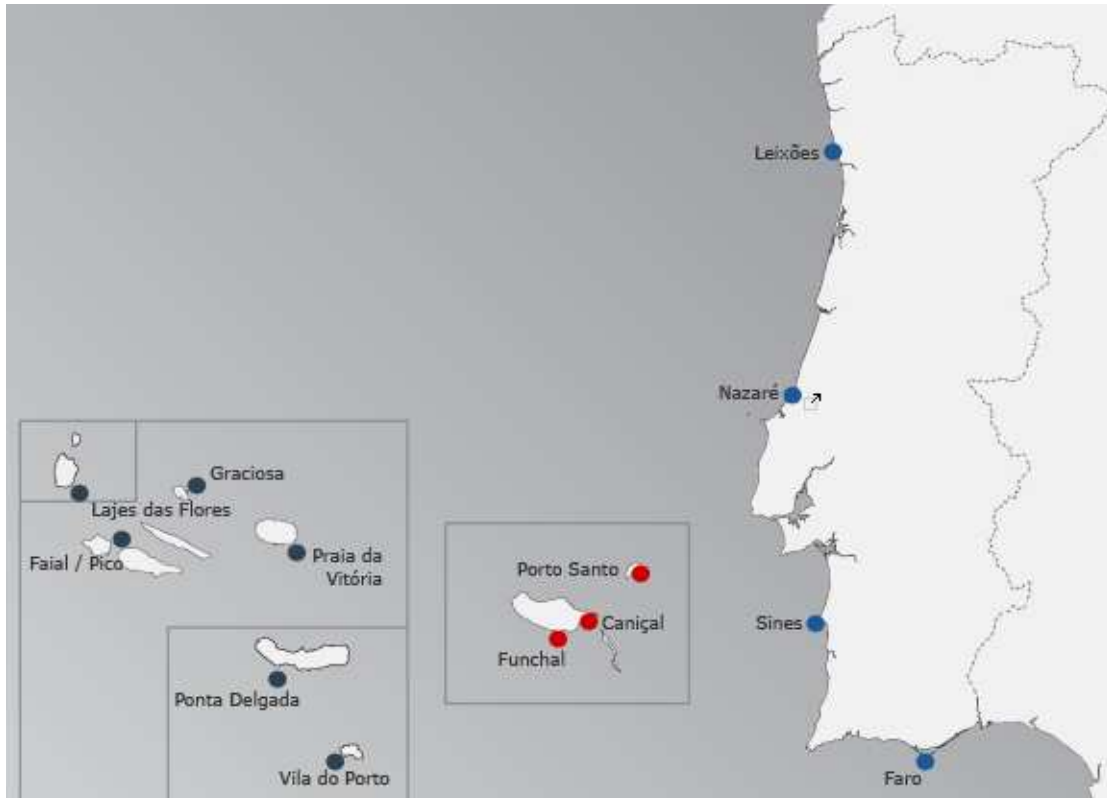 Leixões
Nazaré
Graciosa
Lajes das Flores
Faial / Pico
Praia da
Vitória
Porto Santo
Caniçal
Sines
Funchal
Ponta Delgada
Vila do Porto
Faro